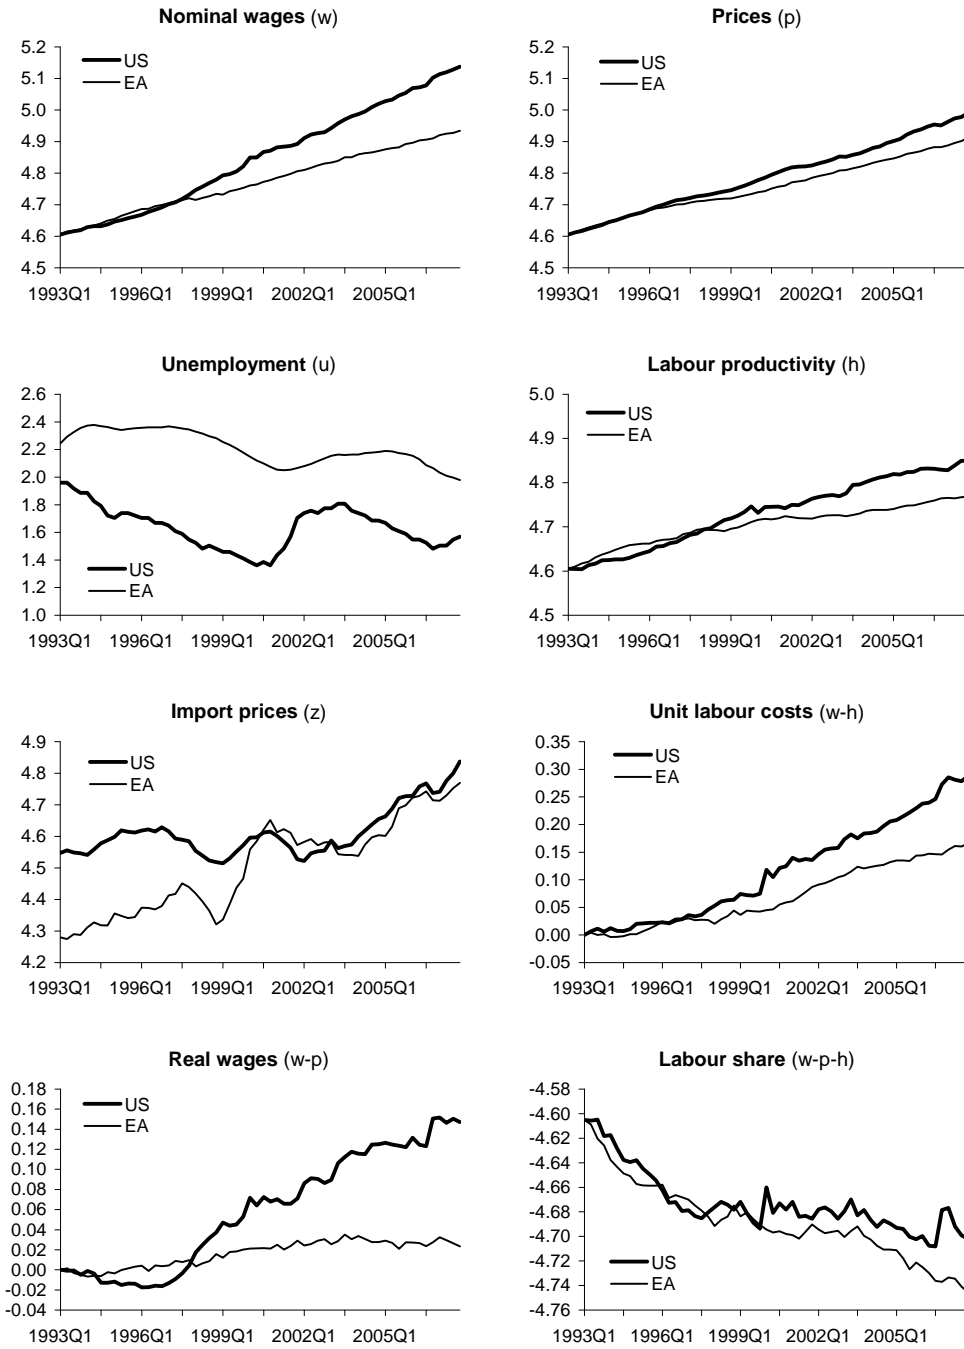 Nominal wages (w)
5.2
5.1
5.0
4.9
4.8
4.7
4.6
4.5
US
EA
1993Q1 1996Q1 1999Q1 2002Q1 2005Q1
Prices (p)
5.2
5.1
5.0
4.9
4.8
4.7
4.6
4.5
US
EA
1993Q1 1996Q1 1999Q1 2002Q1 2005Q1
Unemployment (u)
2.6
2.4
2.2
2.0
1.8
1.6
1.4
1.2
1.0
US
EA
1993Q1 1996Q1 1999Q1 2002Q1 2005Q1
Labour productivity (h)
5.0
4.9
4.8
4.7
4.6
4.5
US
EA
1993Q1 1996Q1 1999Q1 2002Q1 2005Q1
Import prices (z)
4.9
4.8
4.7
4.6
4.5
4.4
4.3
4.2
US
EA
1993Q1 1996Q1 1999Q1 2002Q1 2005Q1
Unit labour costs (w-h)
0.35
0.30
0.25
0.20
0.15
0.10
0.05
0.00
-0.05
US
EA
1993Q1 1996Q1 1999Q1 2002Q1 2005Q1
Real wages (w-p)
0.18
0.16
0.14
0.12
0.10
0.08
0.06
0.04
0.02
0.00
-0.02
-0.04
US
EA
1993Q1 1996Q1 1999Q1 2002Q1 2005Q1
Labour share (w-p-h)
-4.58
-4.60
-4.62
-4.64
-4.66
-4.68
-4.70
-4.72
-4.74
-4.76
US
EA
1993Q1 1996Q1 1999Q1 2002Q1 2005Q1